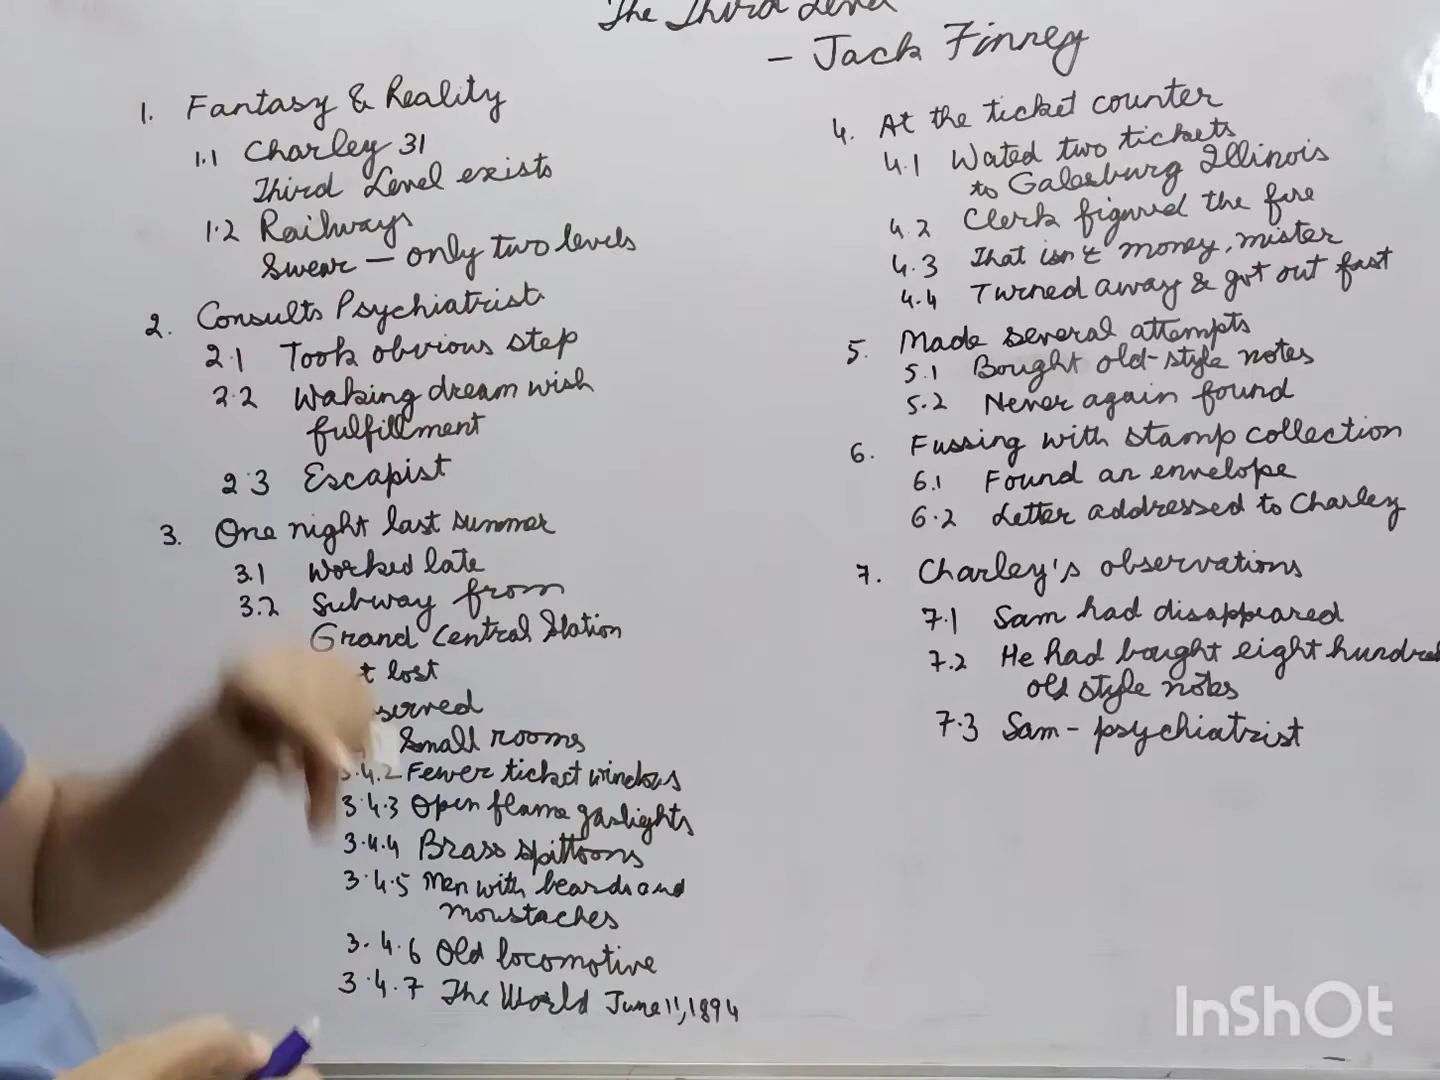 The Third Level
- Jack Finney
1. Fantasy & Reality
1.1 Charley 31
Third Level exists
1.2 Railways
Swear - only two levels
2. Consults Psychiatrist
2.1 Took obvious step
2.2 Waking dream wish
fulfillment
2.3 Escapist
3. One night last summer
3.1 Worked late
3.2 Subway from
Grand Central Station
t lost
served
Small rooms
3.4.2 Fewer ticket windows
3.4.3 Open flame gaslights
3.4.4 Brass spittoons
3.4.5 Men with beards and
moustaches
3.4.6 Old locomotive
3.4.7 The World June 11, 1894
4. At the ticket counter
4.1 Wated two tickets
to Galesburg Illinois
4.2 Clerk figured the fare
4.3 That isn't money, mister
4.4 Turned away & got out fast
5. Made several attempts
5.1 Bought old-style notes
5.2 Never again found
6. Fussing with stamp collection
6.1 Found an envelope
6.2 Letter addressed to Charley
7. Charley's observations
7.1 Sam had disappeared
7.2 He had bought eight hundred
old style notes
7.3 Sam - psychiatrist
InShOt